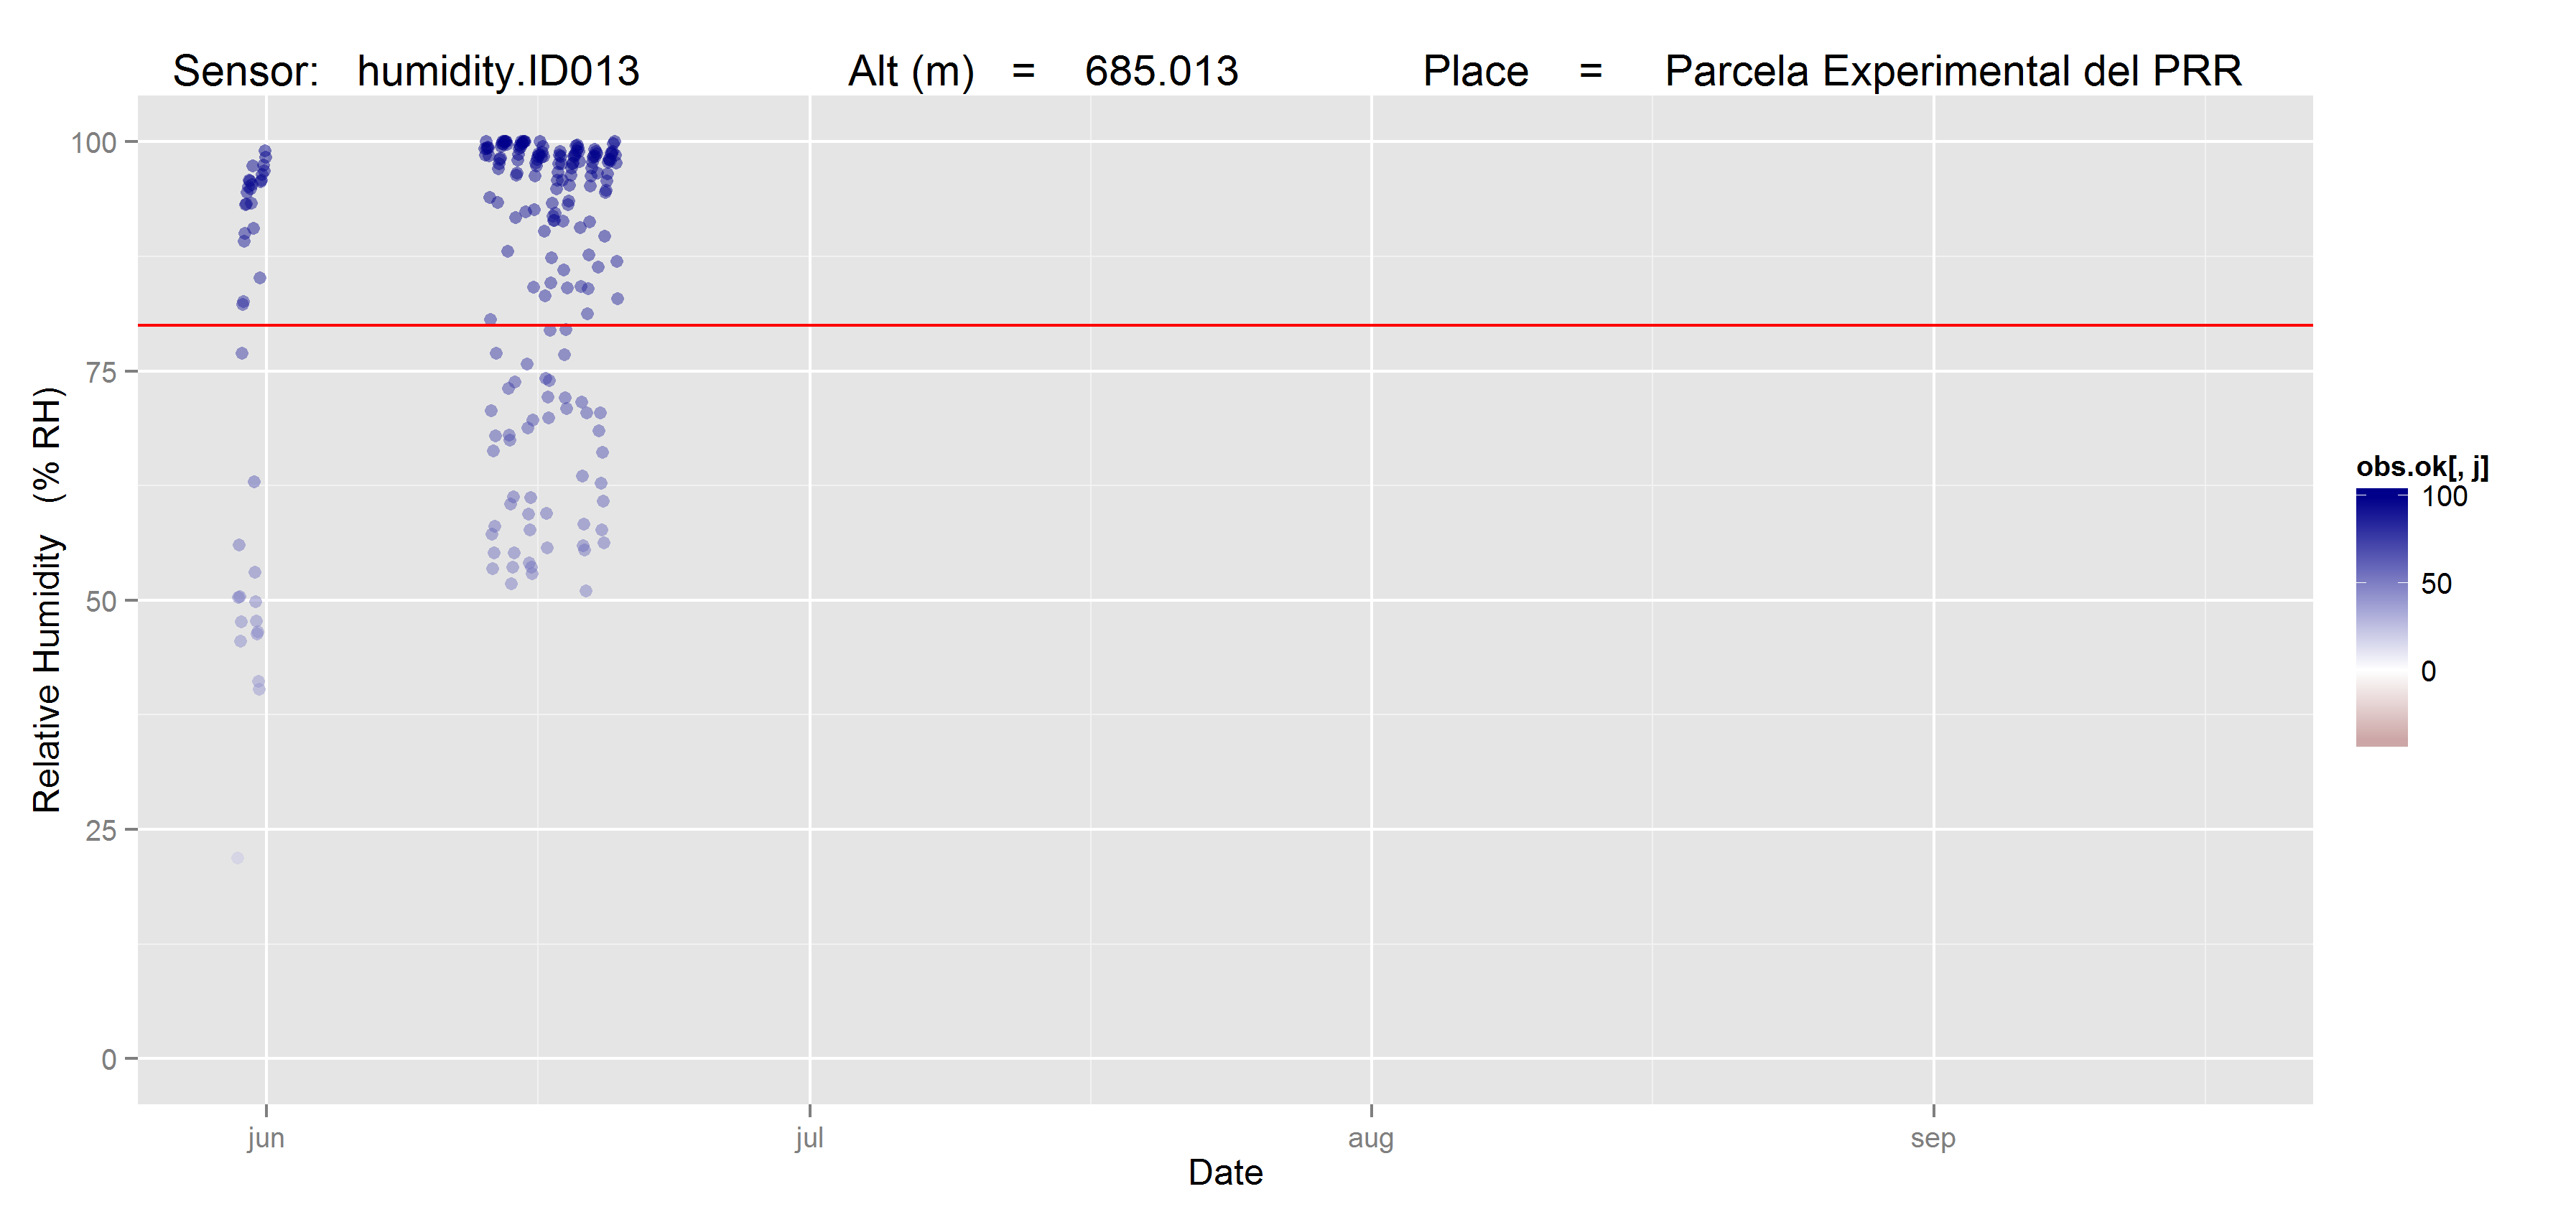 Sensor: humidity.ID013 Alt (m) = 685.013 Place = Parcela Experimental del PRR
100
75
50
25
0
Relative Humidity (% RH)
jun jul aug sep
Date
obs.ok[, j]
100
50
0